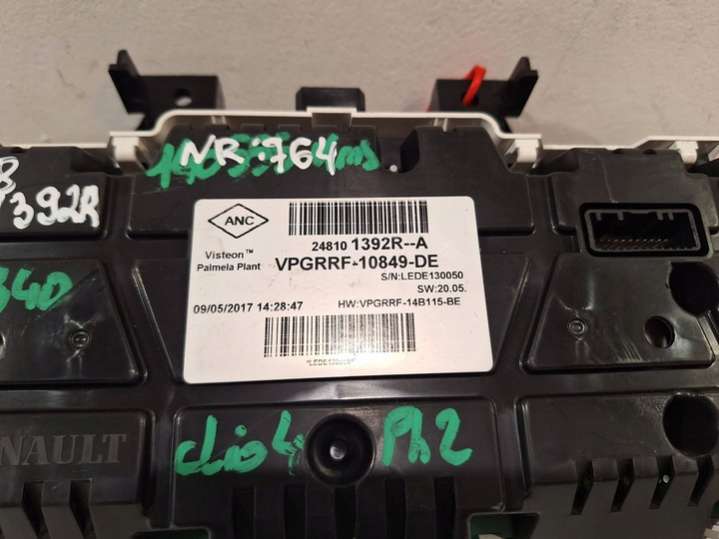 NR:764
392R
ANC
24810 1392R--A
Visteon™
Palmela Plant
VPGRRF-10849-DE
S/N:LEDE130050
SW:20.05.
09/05/2017 14:28:47
HW:VPGRRF-14B115-BE
340
clio 4
Ph2
NAULT